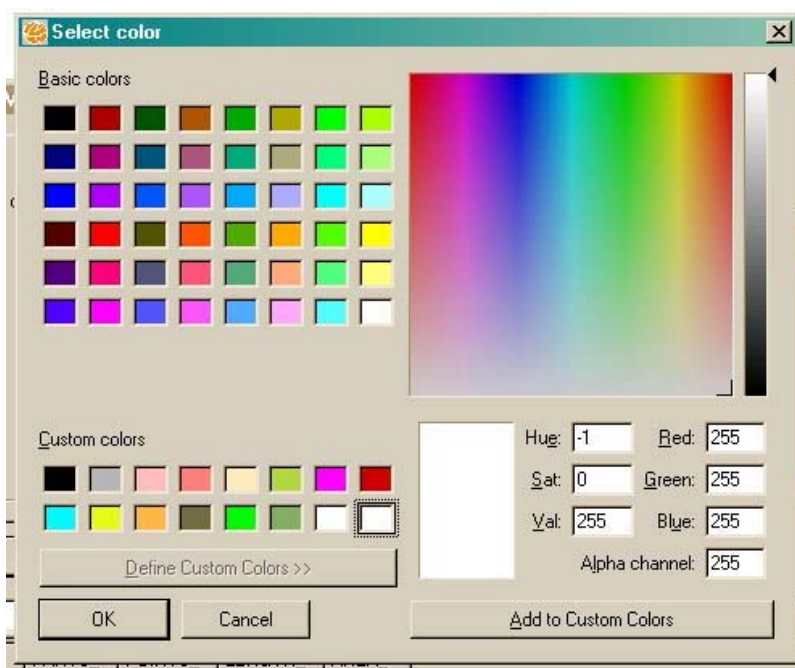 Select color
Basic colors
Custom colors
Hue: -1 Red: 255
Sat: 0 Green: 255
Val: 255 Blue: 255
Alpha channel: 255
Define Custom Colors >>
OK Cancel Add to Custom Colors